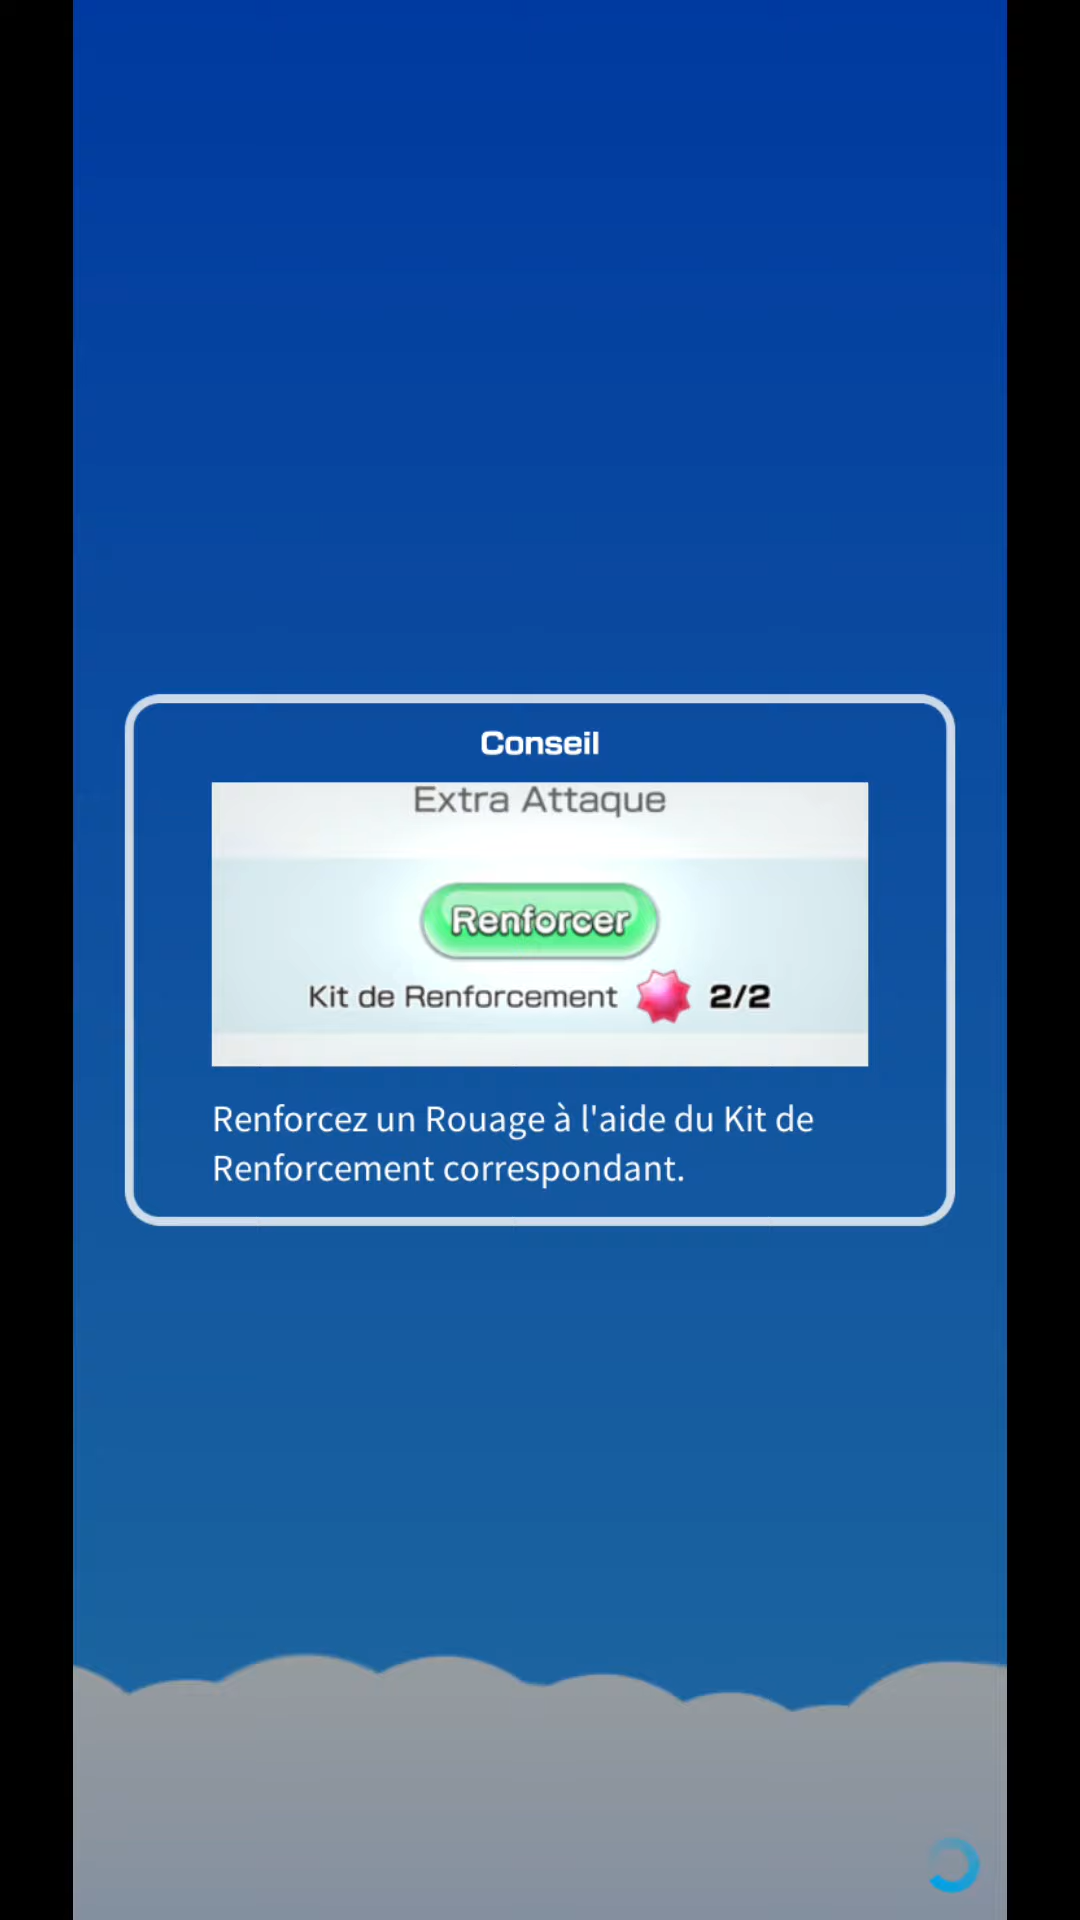 Conseil
Extra Attaque
Renforcer
Kit de Renforcement 2/2
Renforcez un Rouage à l'aide du Kit de
Renforcement correspondant.